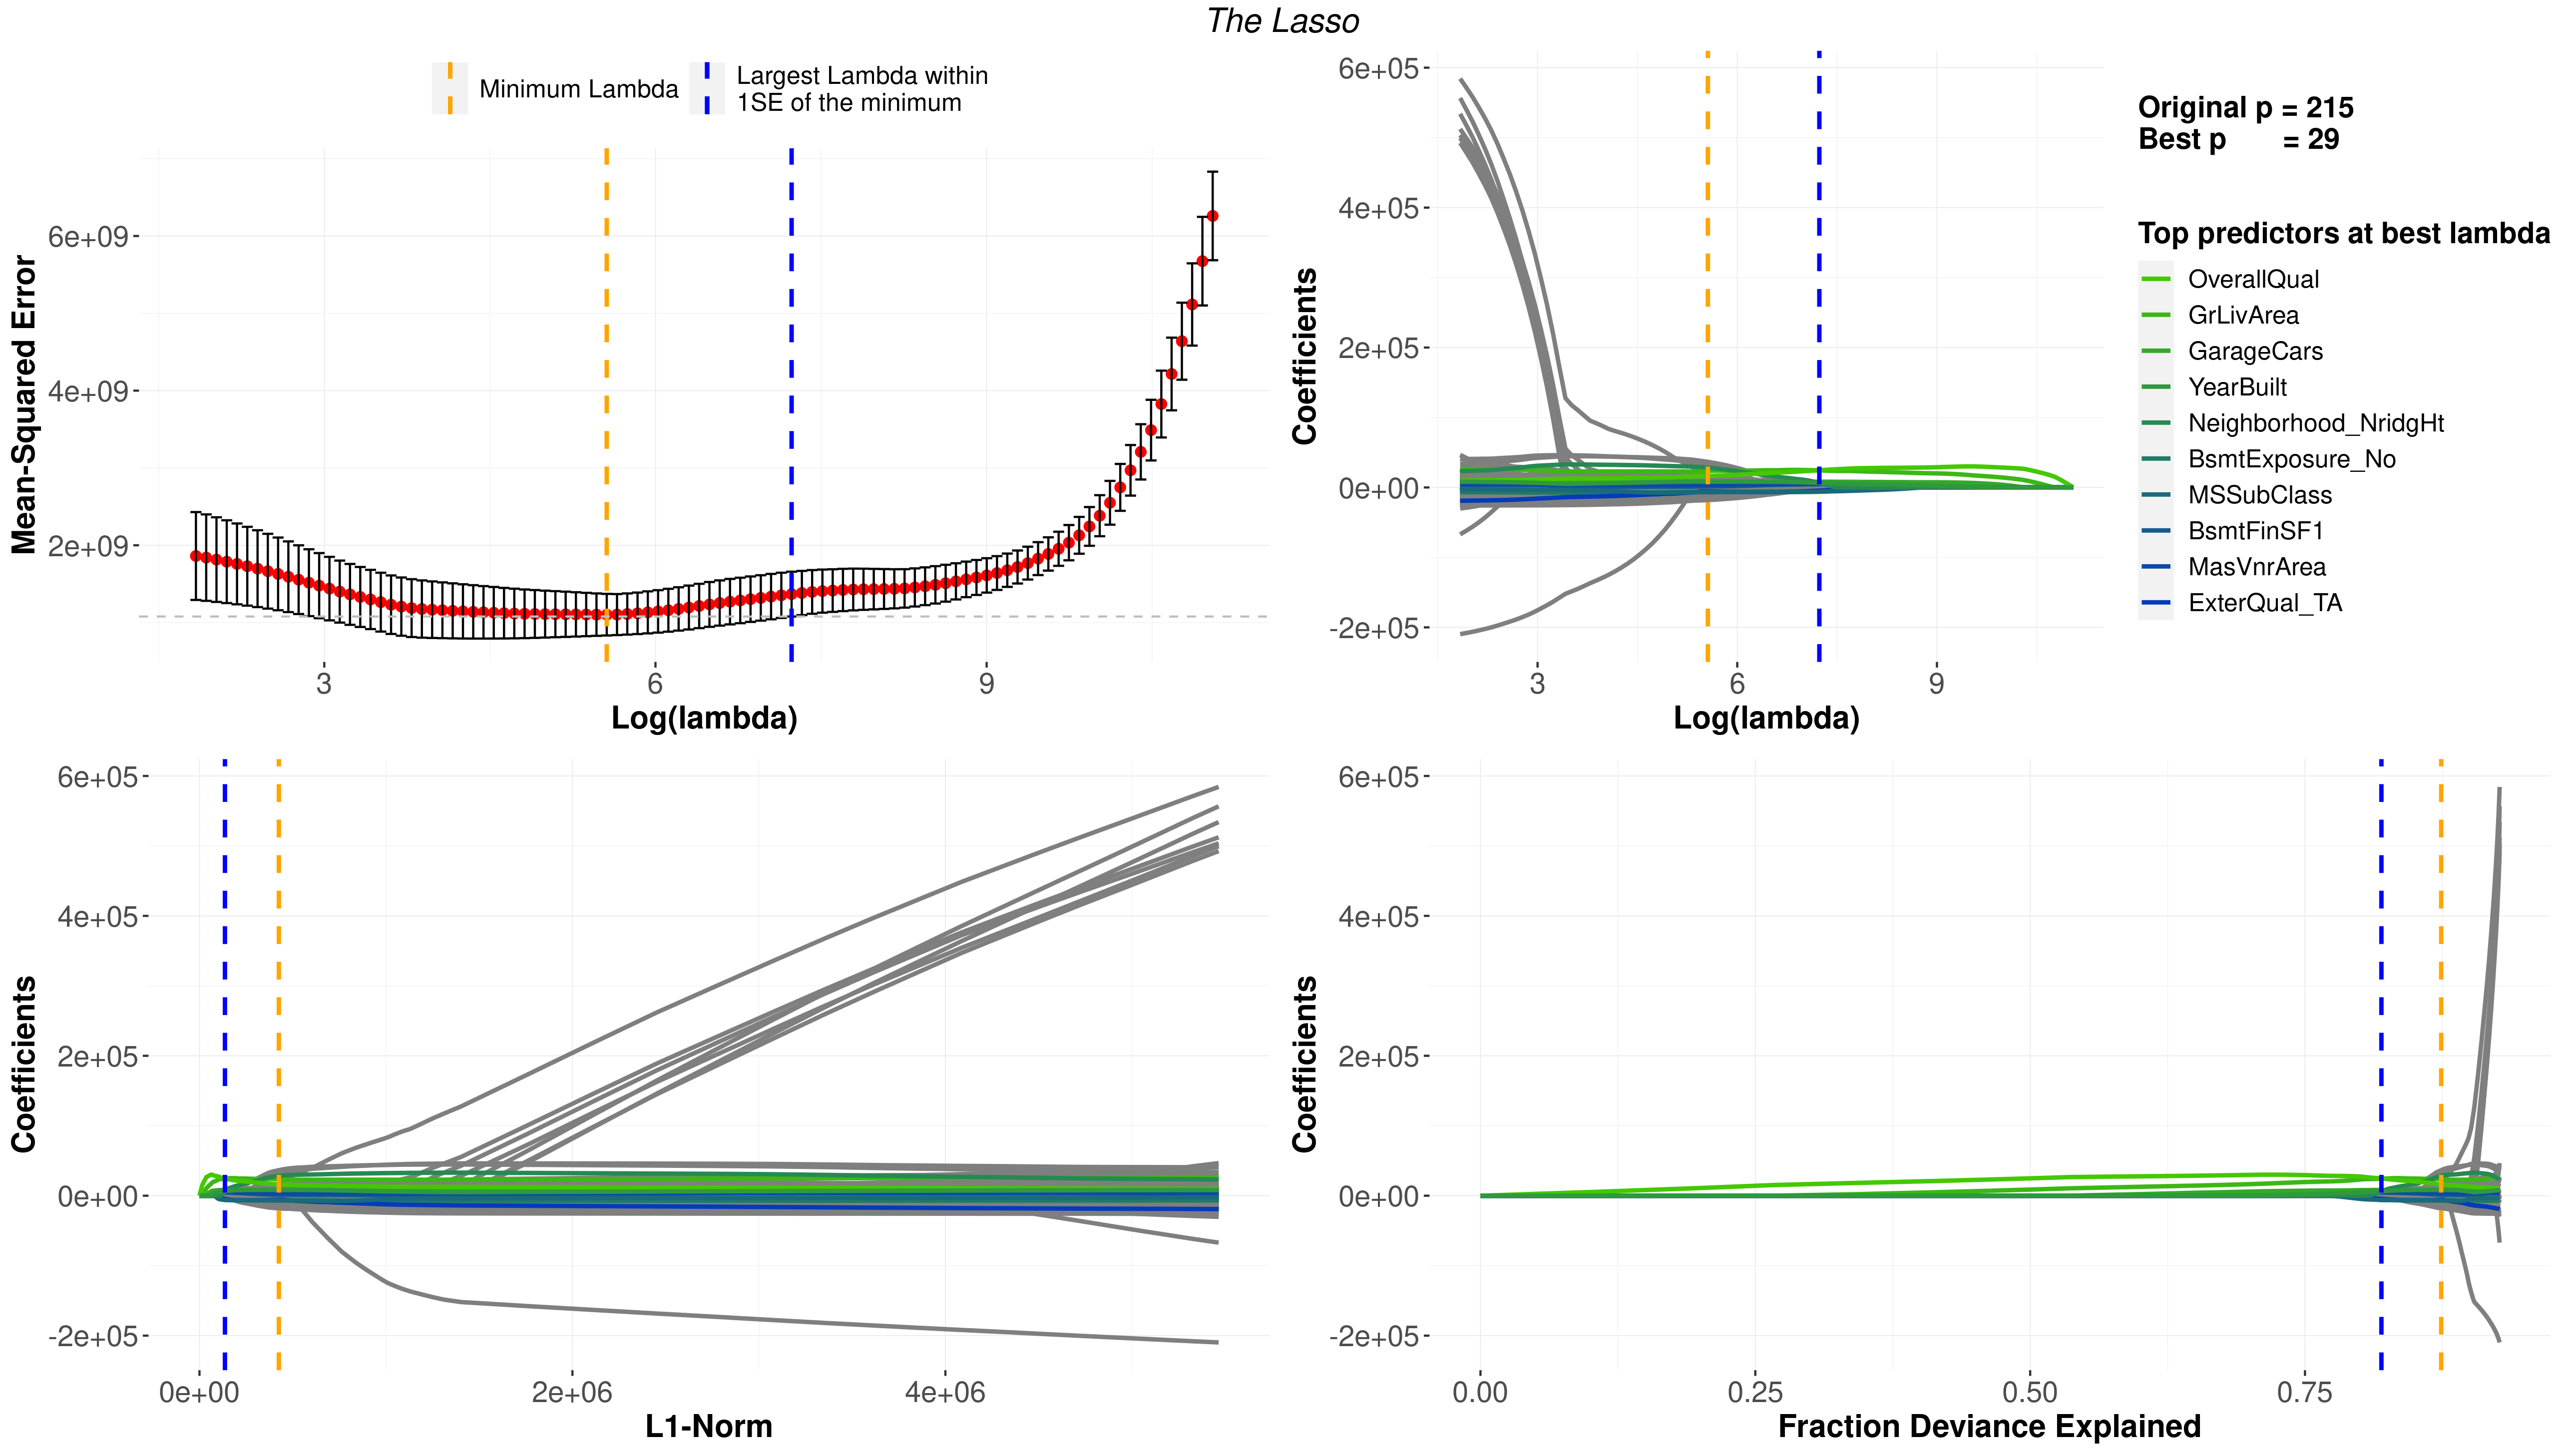 The Lasso
Minimum Lambda
Largest Lambda within
1SE of the minimum
Mean-Squared Error
6e+09
4e+09
2e+09
3 6 9
Log(lambda)
Coefficients
6e+05
4e+05
2e+05
0e+00
-2e+05
3 6 9
Log(lambda)
Original p = 215
Best p = 29
Top predictors at best lambda
OverallQual
GrLivArea
GarageCars
YearBuilt
Neighborhood_NridgHt
BsmtExposure_No
MSSubClass
BsmtFinSF1
MasVnrArea
ExterQual_TA
Coefficients
6e+05
4e+05
2e+05
0e+00
-2e+05
0e+00 2e+06 4e+06
L1-Norm
Coefficients
6e+05
4e+05
2e+05
0e+00
-2e+05
0.00 0.25 0.50 0.75
Fraction Deviance Explained